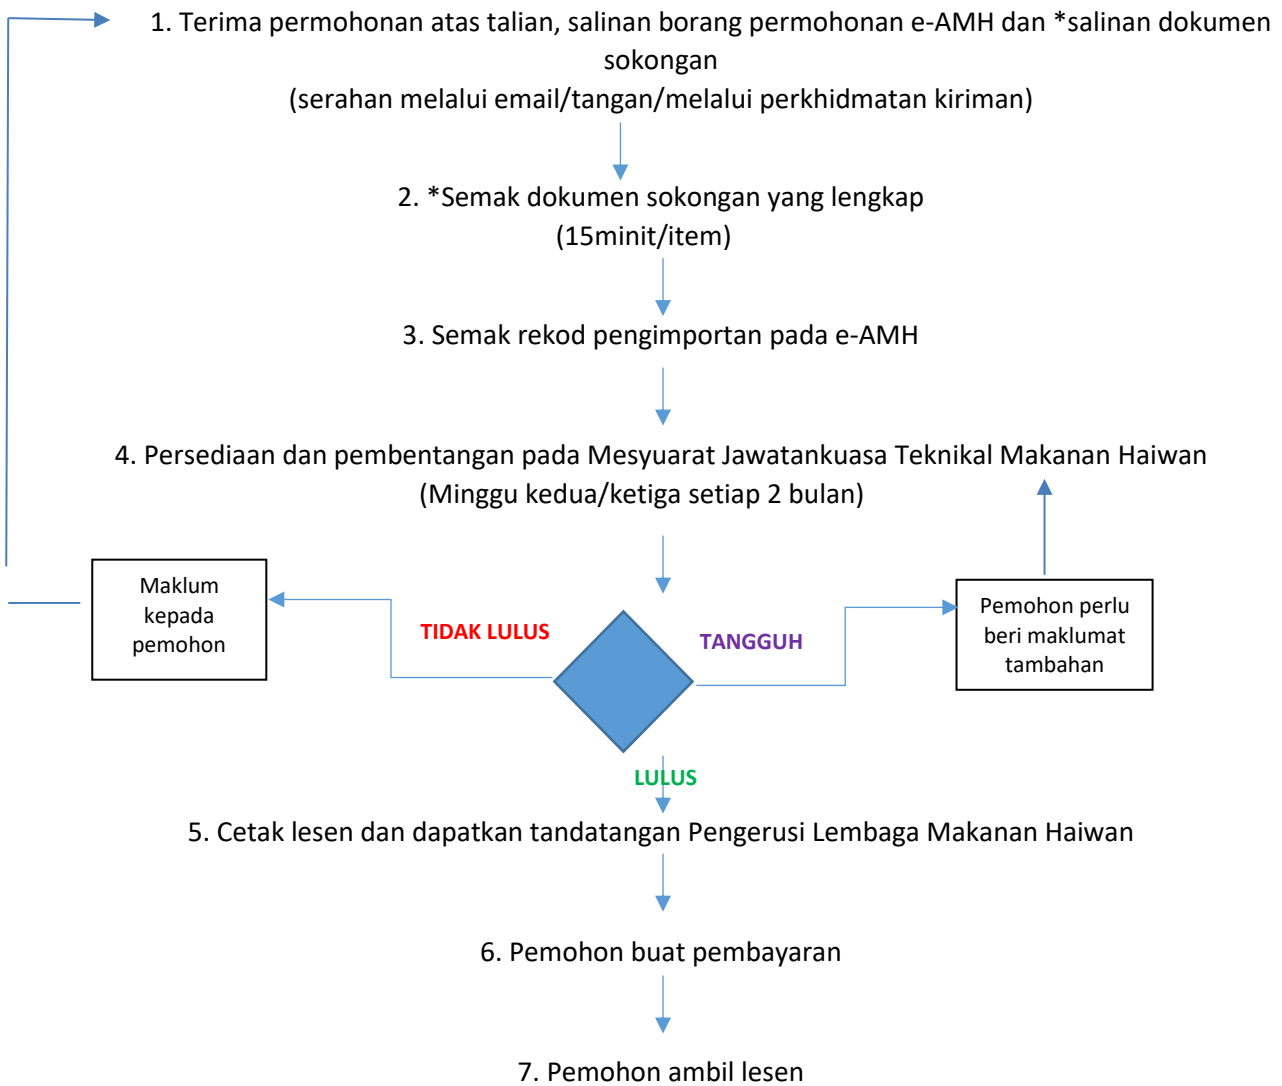 1. Terima permohonan atas talian, salinan borang permohonan e-AMH dan *salinan dokumen
sokongan
(serahan melalui email/tangan/melalui perkhidmatan kiriman)
2. *Semak dokumen sokongan yang lengkap
(15minit/item)
3. Semak rekod pengimportan pada e-AMH
4. Persediaan dan pembentangan pada Mesyuarat Jawatankuasa Teknikal Makanan Haiwan
(Minggu kedua/ketiga setiap 2 bulan)
Maklum
kepada
pemohon
TIDAK LULUS
TANGGUH
Pemohon perlu
beri maklumat
tambahan
LULUS
5. Cetak lesen dan dapatkan tandatangan Pengerusi Lembaga Makanan Haiwan
6. Pemohon buat pembayaran
7. Pemohon ambil lesen